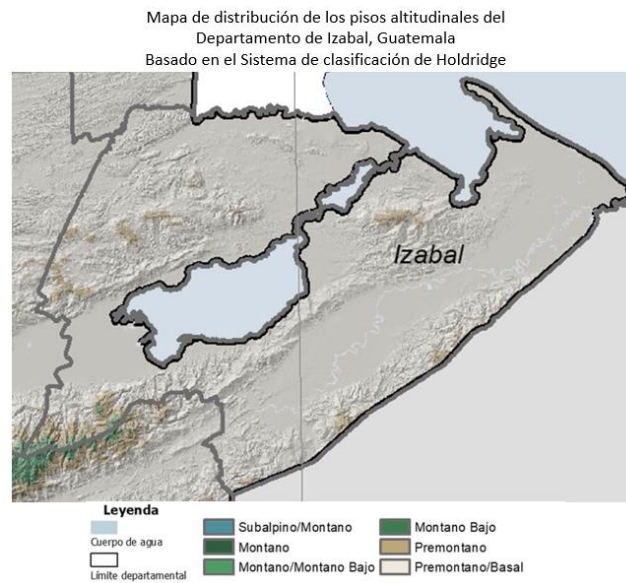 Mapa de distribución de los pisos altitudinales del
Departamento de Izabal, Guatemala
Basado en el Sistema de clasificación de Holdridge
Izabal
Leyenda
Cuerpo de agua
Límite departamental
Subalpino/Montano
Montano
Montano/Montano Bajo
Montano Bajo
Premontano
Premontano/Basal